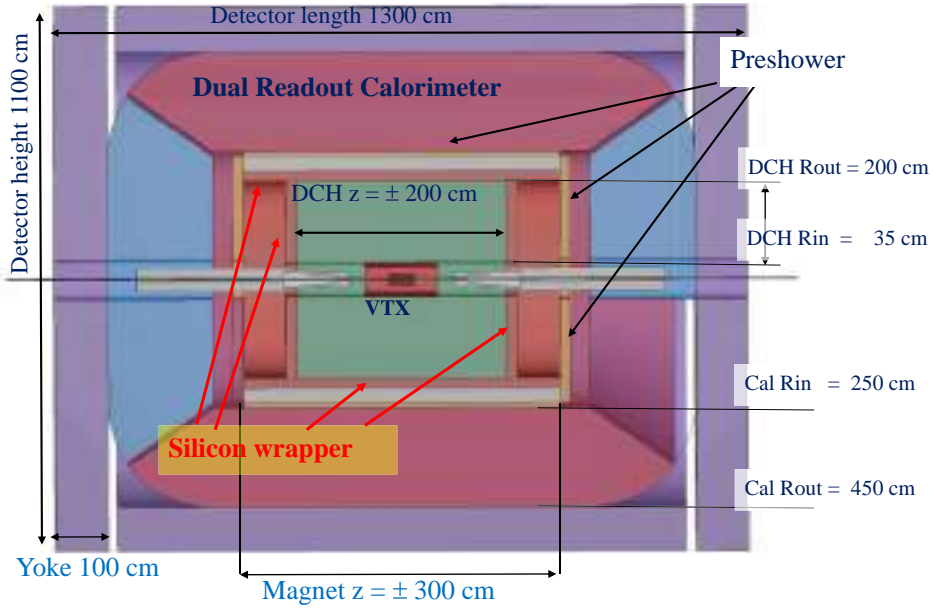 Detector length 1300 cm
Detector height 1100 cm
Preshower
Dual Readout Calorimeter
DCH Rout = 200 cm
DCH z = ± 200 cm
DCH Rin = 35 cm
VTX
Cal Rin = 250 cm
Silicon wrapper
Cal Rout = 450 cm
Yoke 100 cm
Magnet z = ± 300 cm